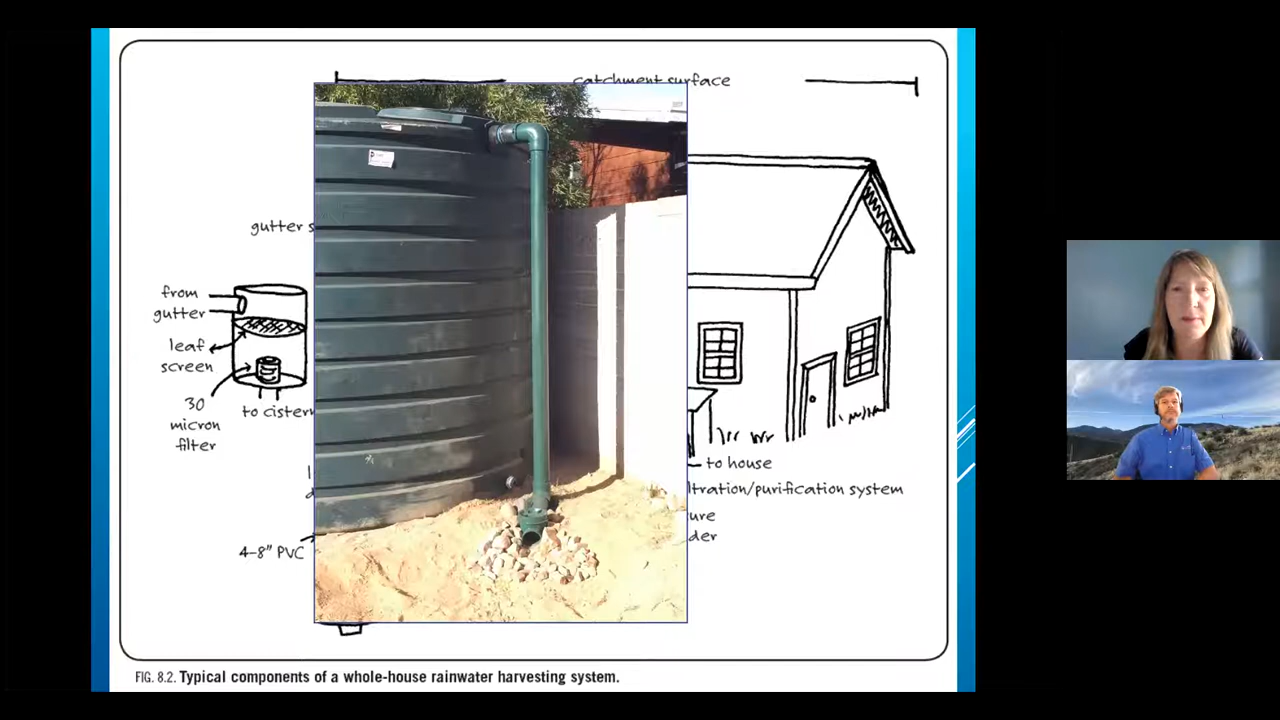 catchment surface
gutter s
from
gutter
leaf
screen
30
micron
filter
to cistern
to house
ltration/purification system
ure
der
4-8" PVC
FIG. 8.2. Typical components of a whole-house rainwater harvesting system.